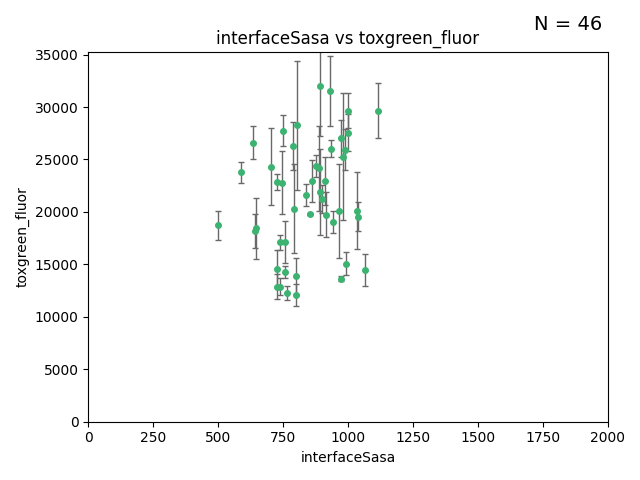 N = 46
interfaceSasa vs toxgreen_fluor
35000
30000
25000
20000
15000
10000
5000
0
toxgreen_fluor
0 250 500 750 1000 1250 1500 1750 2000
interfaceSasa